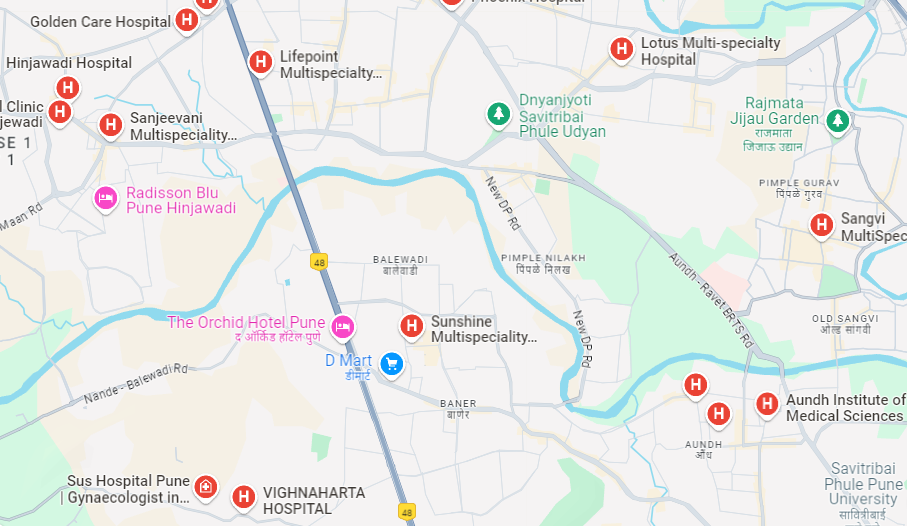 Phoenix Hospital
Golden Care Hospital
Lotus Multi-specialty
Hospital
Hinjawadi Hospital
Lifepoint
Multispecialty…
Clinic
Sanjeevani
Multispeciality…
1
Dnyanjyoti
Savitribai
Phule Udyan
Rajmata
Jijau Garden
राजमाता
जिजाऊ उद्यान
Radisson Blu
Pune Hinjawadi
Maan Rd
New DP Rd
PIMPLE GURAV
पिंपळे गुरव
Sangvi
MultiSpec
BALEWADI
बालेवाडी
PIMPLE NILAKH
पिंपळे निलख
48
Aundh - Ravet BRTS Rd
The Orchid Hotel Pune
द ऑर्किड हॉटेल पुणे
Sunshine
Multispeciality…
New DP Rd
OLD SANGVI
ओल्ड सांगवी
D Mart
डीमार्ट
Nande - Balewadi Rd
BANER
बाणेर
Aundh Institute of
Medical Sciences
AUNDH
औंध
Sus Hospital Pune
| Gynaecologist in…
VIGHNAHARTA
HOSPITAL
48
Savitribai
Phule Pune
University
सावित्रीबाई